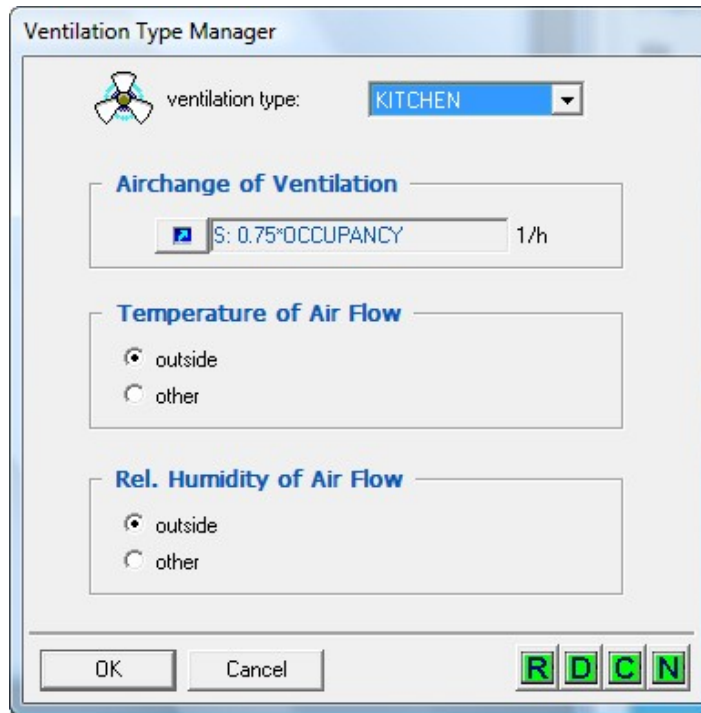 Ventilation Type Manager
ventilation type: KITCHEN
Airchange of Ventilation
S: 0.75*OCCUPANCY 1/h
Temperature of Air Flow
outside
other
Rel. Humidity of Air Flow
outside
other
OK Cancel R D C N